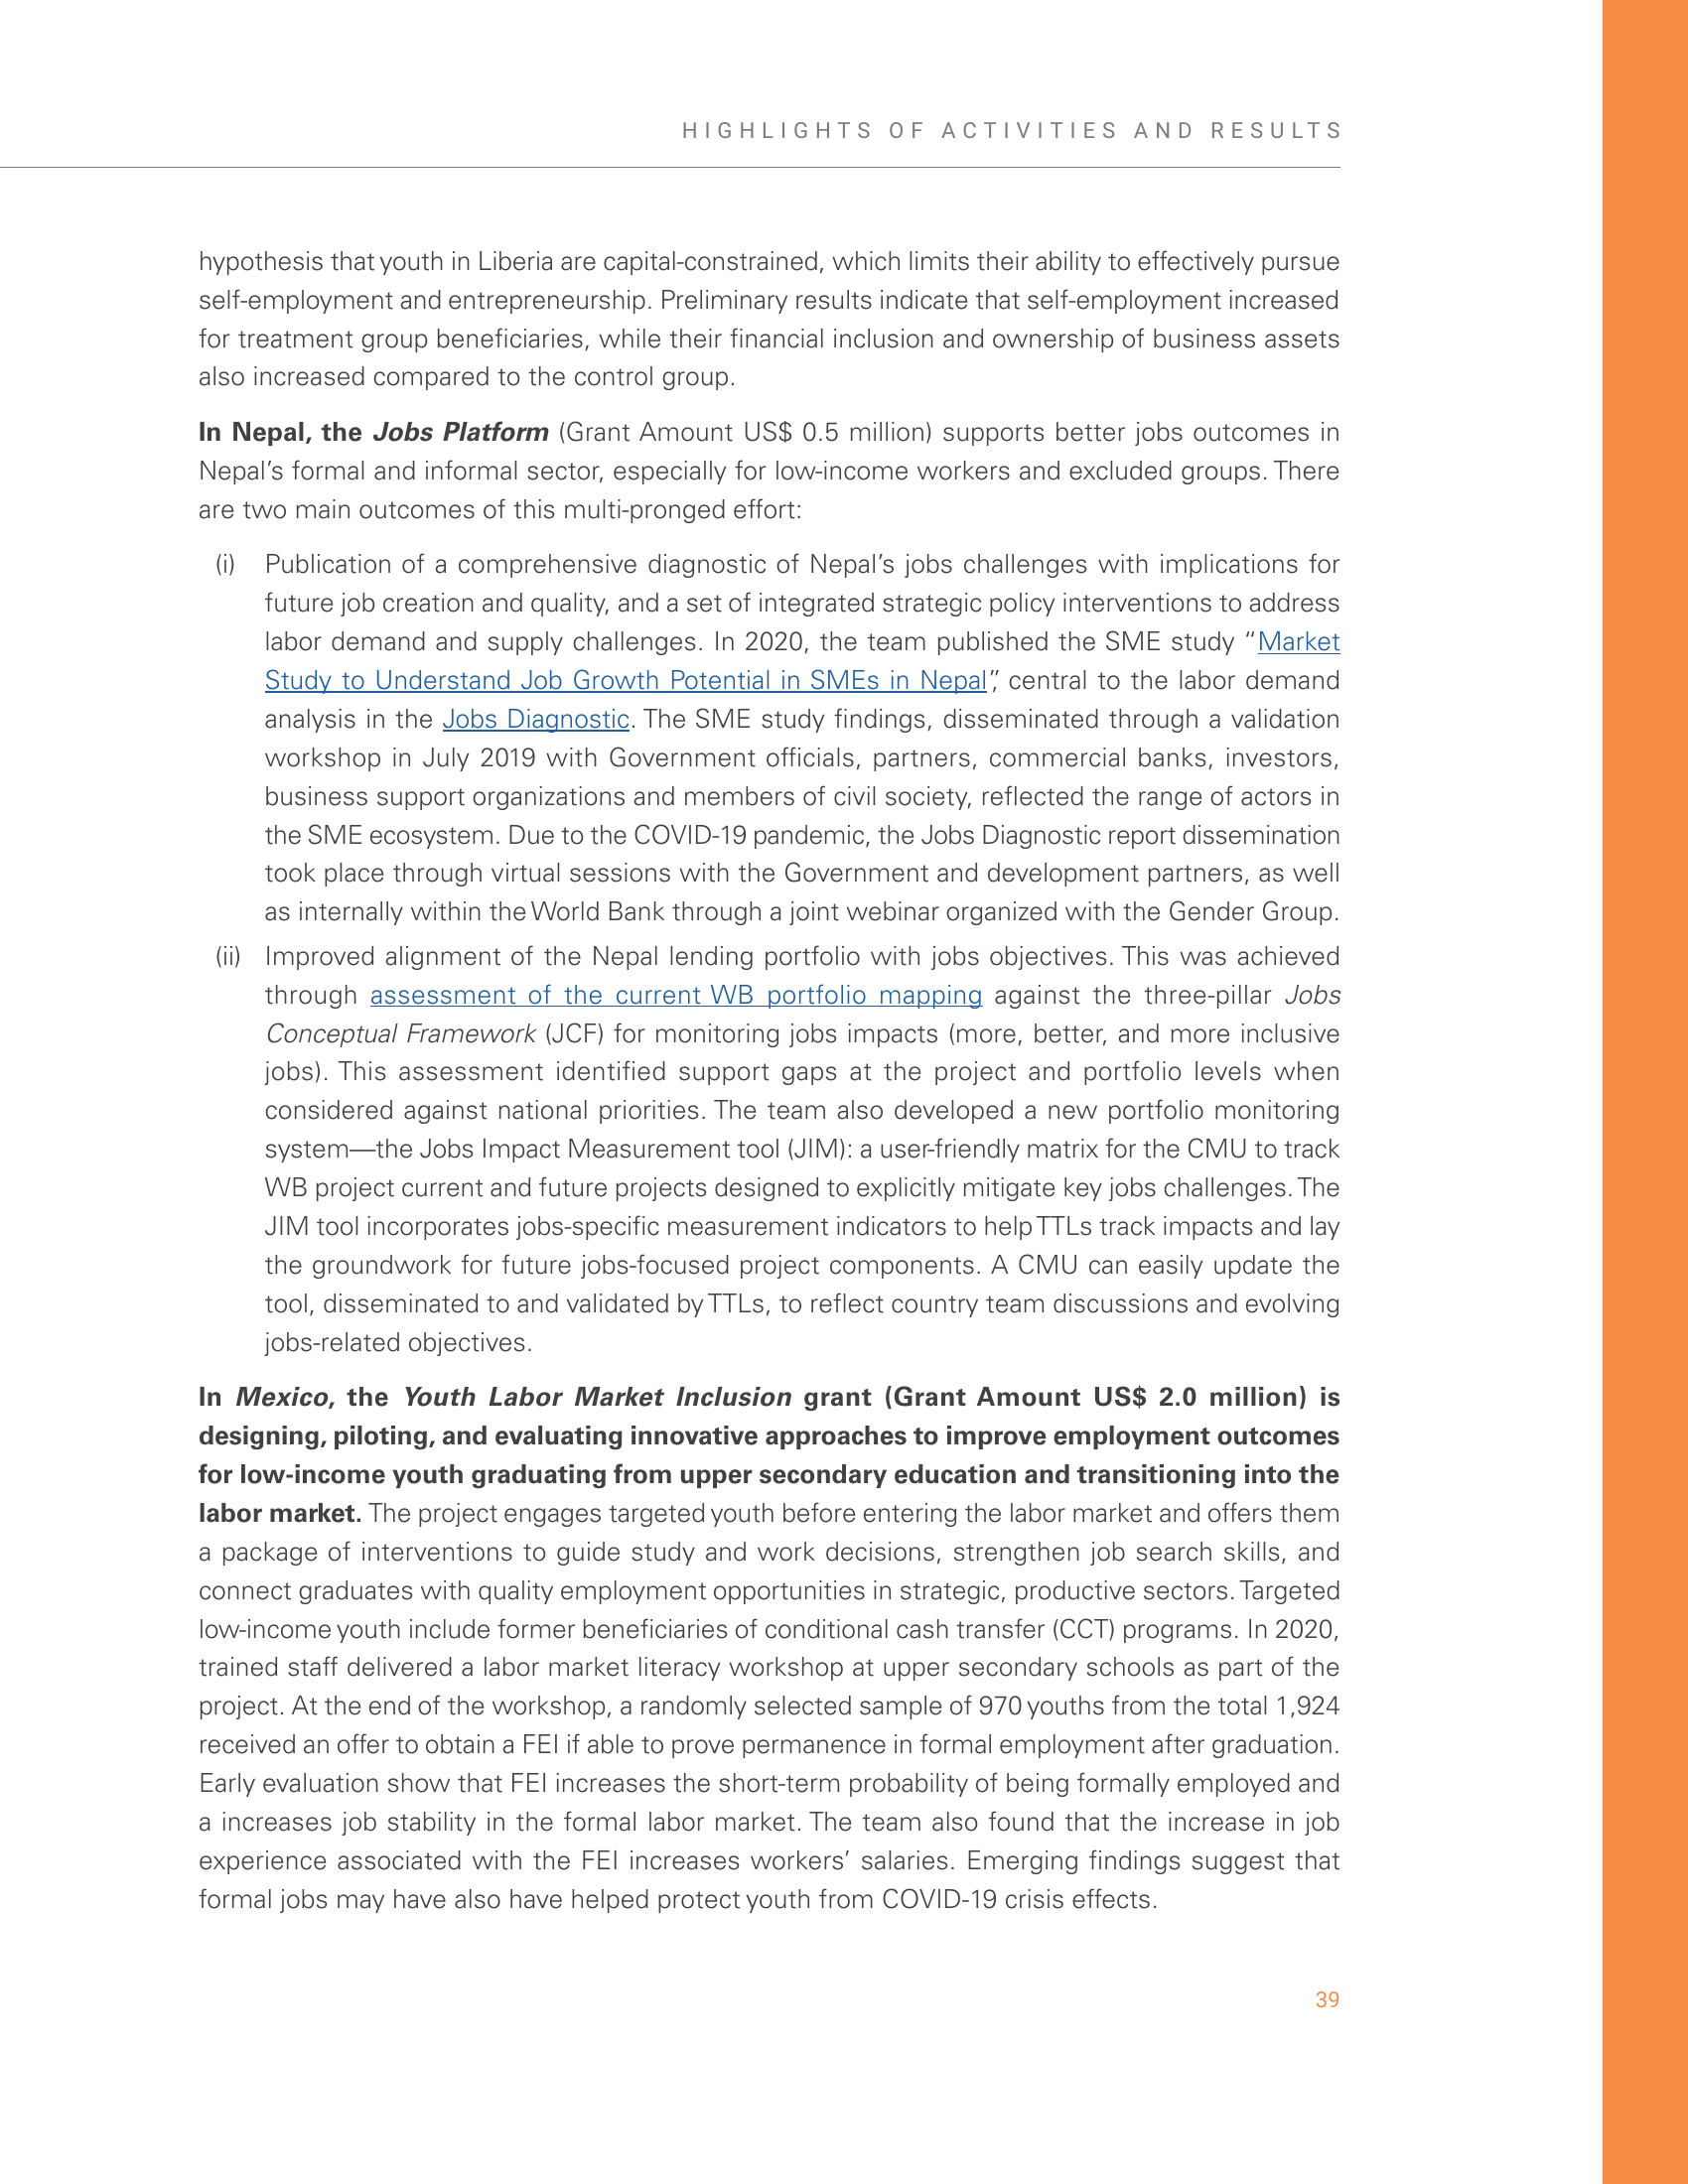 HIGHLIGHTS OF ACTIVITIES AND RESULTS
hypothesis that youth in Liberia are capital-constrained, which limits their ability to effectively pursue
self-employment and entrepreneurship. Preliminary results indicate that self-employment increased
for treatment group beneficiaries, while their financial inclusion and ownership of business assets
also increased compared to the control group.
In Nepal, the Jobs Platform (Grant Amount US$ 0.5 million) supports better jobs outcomes in
Nepal’s formal and informal sector, especially for low-income workers and excluded groups. There
are two main outcomes of this multi-pronged effort:
(i) Publication of a comprehensive diagnostic of Nepal’s jobs challenges with implications for
future job creation and quality, and a set of integrated strategic policy interventions to address
labor demand and supply challenges. In 2020, the team published the SME study “Market
Study to Understand Job Growth Potential in SMEs in Nepal”, central to the labor demand
analysis in the Jobs Diagnostic. The SME study findings, disseminated through a validation
workshop in July 2019 with Government officials, partners, commercial banks, investors,
business support organizations and members of civil society, reflected the range of actors in
the SME ecosystem. Due to the COVID-19 pandemic, the Jobs Diagnostic report dissemination
took place through virtual sessions with the Government and development partners, as well
as internally within the World Bank through a joint webinar organized with the Gender Group.
(ii) Improved alignment of the Nepal lending portfolio with jobs objectives. This was achieved
through assessment of the current WB portfolio mapping against the three-pillar Jobs
Conceptual Framework (JCF) for monitoring jobs impacts (more, better, and more inclusive
jobs). This assessment identified support gaps at the project and portfolio levels when
considered against national priorities. The team also developed a new portfolio monitoring
system—the Jobs Impact Measurement tool (JIM): a user-friendly matrix for the CMU to track
WB project current and future projects designed to explicitly mitigate key jobs challenges. The
JIM tool incorporates jobs-specific measurement indicators to help TTLs track impacts and lay
the groundwork for future jobs-focused project components. A CMU can easily update the
tool, disseminated to and validated by TTLs, to reflect country team discussions and evolving
jobs-related objectives.
In Mexico, the Youth Labor Market Inclusion grant (Grant Amount US$ 2.0 million) is
designing, piloting, and evaluating innovative approaches to improve employment outcomes
for low-income youth graduating from upper secondary education and transitioning into the
labor market. The project engages targeted youth before entering the labor market and offers them
a package of interventions to guide study and work decisions, strengthen job search skills, and
connect graduates with quality employment opportunities in strategic, productive sectors. Targeted
low-income youth include former beneficiaries of conditional cash transfer (CCT) programs. In 2020,
trained staff delivered a labor market literacy workshop at upper secondary schools as part of the
project. At the end of the workshop, a randomly selected sample of 970 youths from the total 1,924
received an offer to obtain a FEI if able to prove permanence in formal employment after graduation.
Early evaluation show that FEI increases the short-term probability of being formally employed and
a increases job stability in the formal labor market. The team also found that the increase in job
experience associated with the FEI increases workers’ salaries. Emerging findings suggest that
formal jobs may have also have helped protect youth from COVID-19 crisis effects.
39